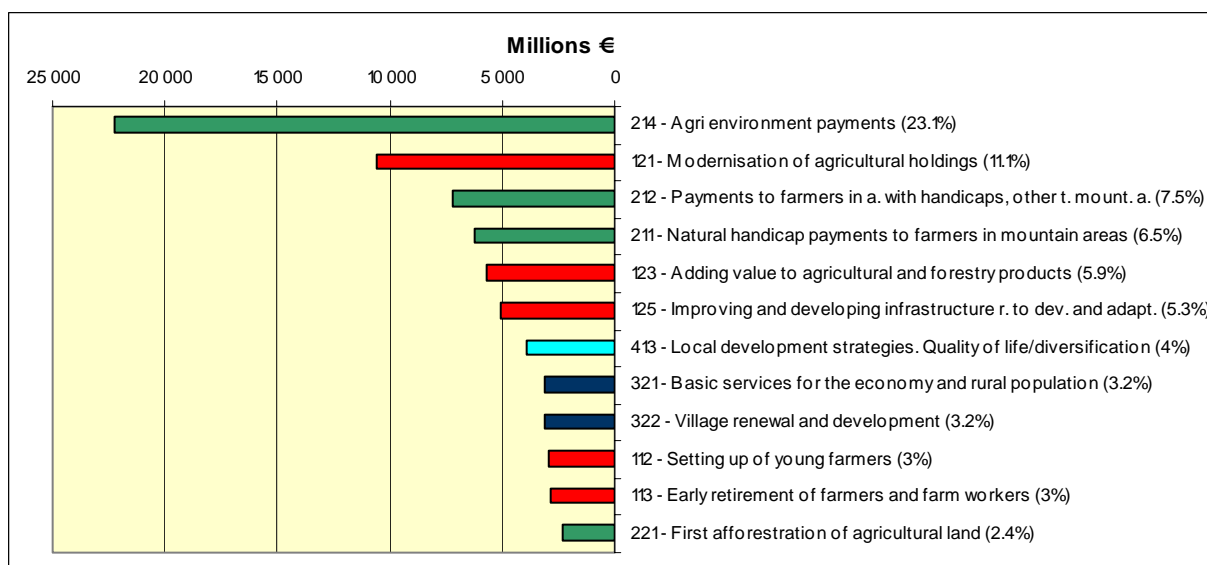 Millions €
25 000 20 000 15 000 10 000 5 000 0
214 - Agri environment payments (23.1%)
121 - Modernisation of agricultural holdings (11.1%)
212 - Payments to farmers in a. with handicaps, other t. mount. a. (7.5%)
211 - Natural handicap payments to farmers in mountain areas (6.5%)
123 - Adding value to agricultural and forestry products (5.9%)
125 - Improving and developing infrastructure r. to dev. and adapt. (5.3%)
413 - Local development strategies. Quality of life/diversification (4%)
321 - Basic services for the economy and rural population (3.2%)
322 - Village renewal and development (3.2%)
112 - Setting up of young farmers (3%)
113 - Early retirement of farmers and farm workers (3%)
221 - First afforestration of agricultural land (2.4%)